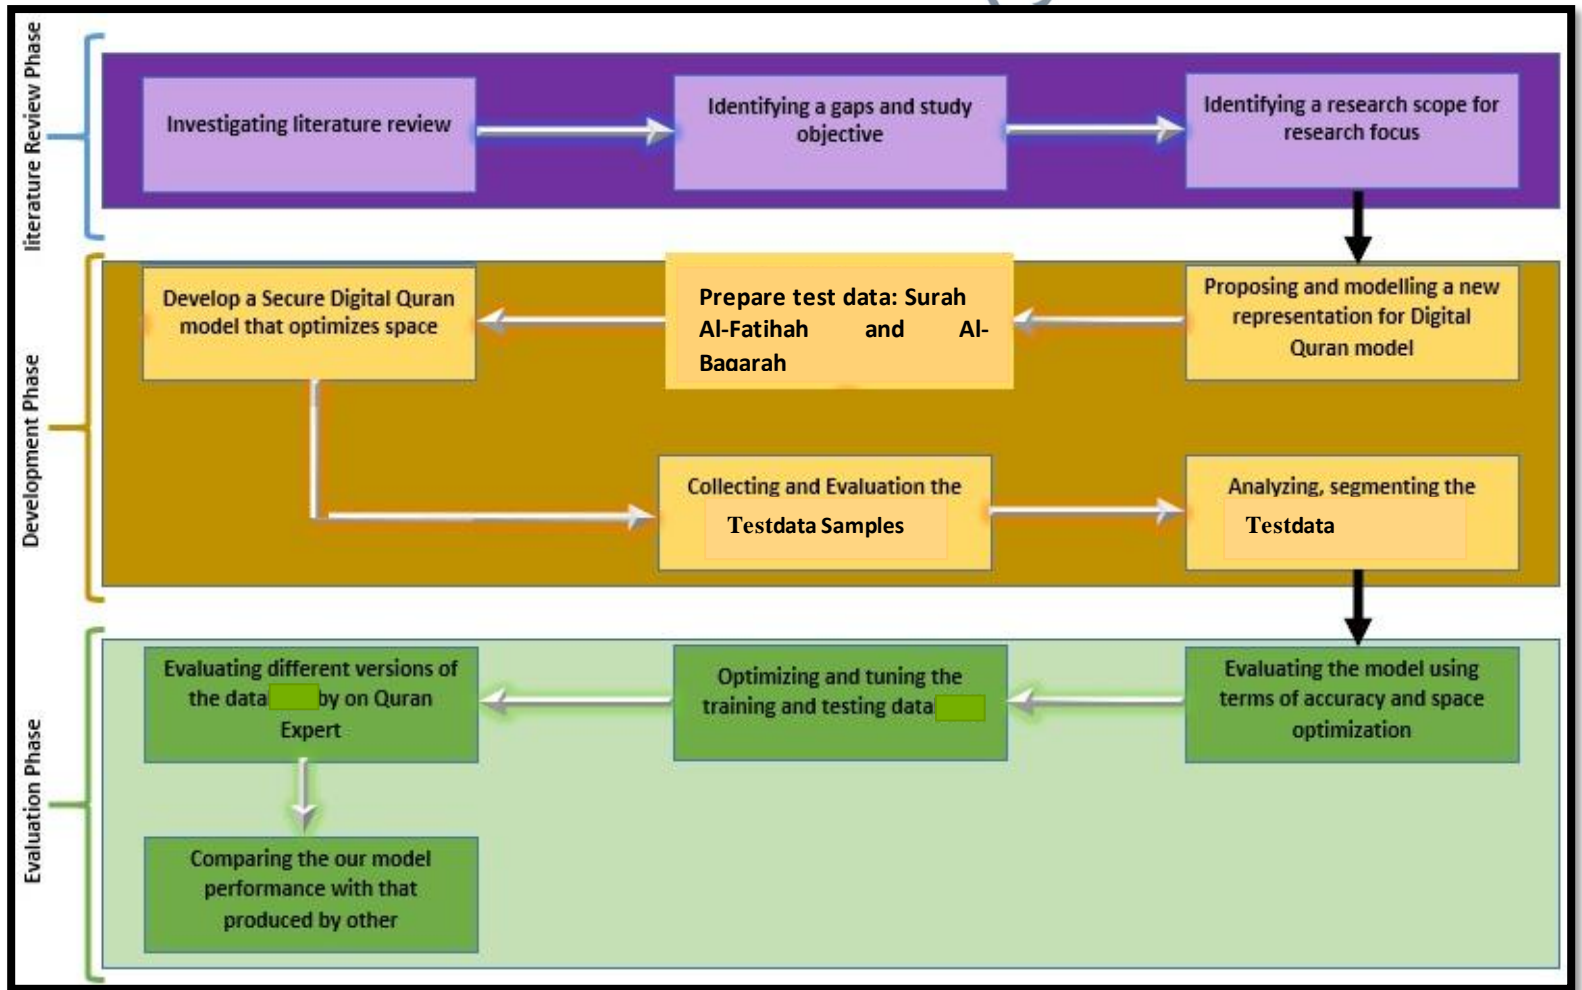 literature Review Phase
Investigating literature review
Identifying a gaps and study
objective
Identifying a research scope for
research focus
Development Phase
Proposing and modelling a new
representation for Digital
Quran model
Prepare test data: Surah
Al-Fatihah and Al-
Baqarah
Develop a Secure Digital Quran
model that optimizes space
Collecting and Evaluation the
Testdata Samples
Analyzing, segmenting the
Testdata
Evaluation Phase
Evaluating the model using
terms of accuracy and space
optimization
Optimizing and tuning the
training and testing data
Evaluating different versions of
the data by on Quran
Expert
Comparing the our model
performance with that
produced by other